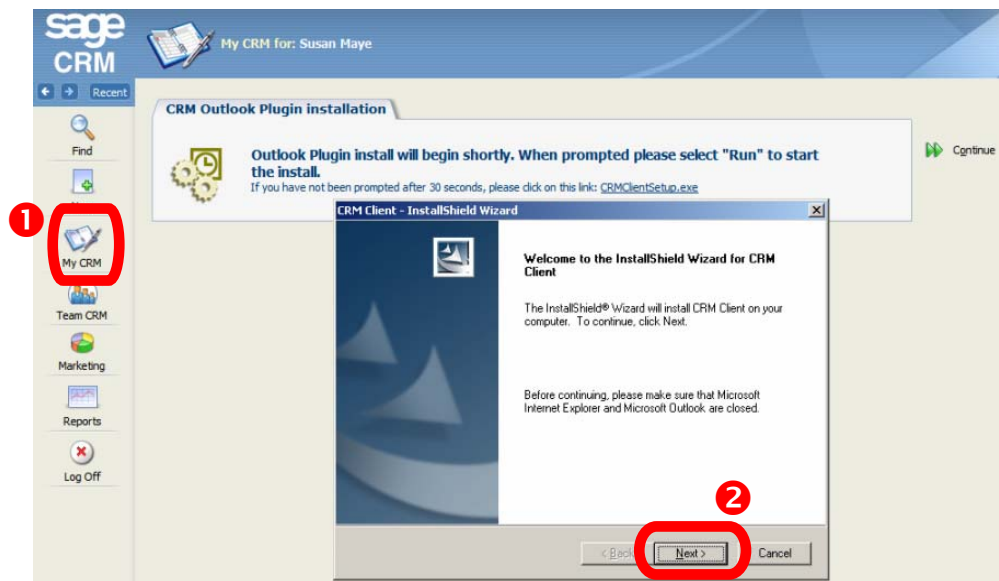 sage
CRM
My CRM for: Susan Maye
Recent
CRM Outlook Plugin installation
Find
Outlook Plugin install will begin shortly. When prompted please select "Run" to start
the install.
If you have not been prompted after 30 seconds, please click on this link: CRMClientSetup.exe
Continue
CRM Client - InstallShield Wizard
1
My CRM
Welcome to the InstallShield Wizard for CRM
Client
The InstallShield® Wizard will install CRM Client on your
computer. To continue, click Next.
Team CRM
Marketing
Before continuing, please make sure that Microsoft
Internet Explorer and Microsoft Outlook are closed.
Reports
Log Off
2
< Back
Next >
Cancel